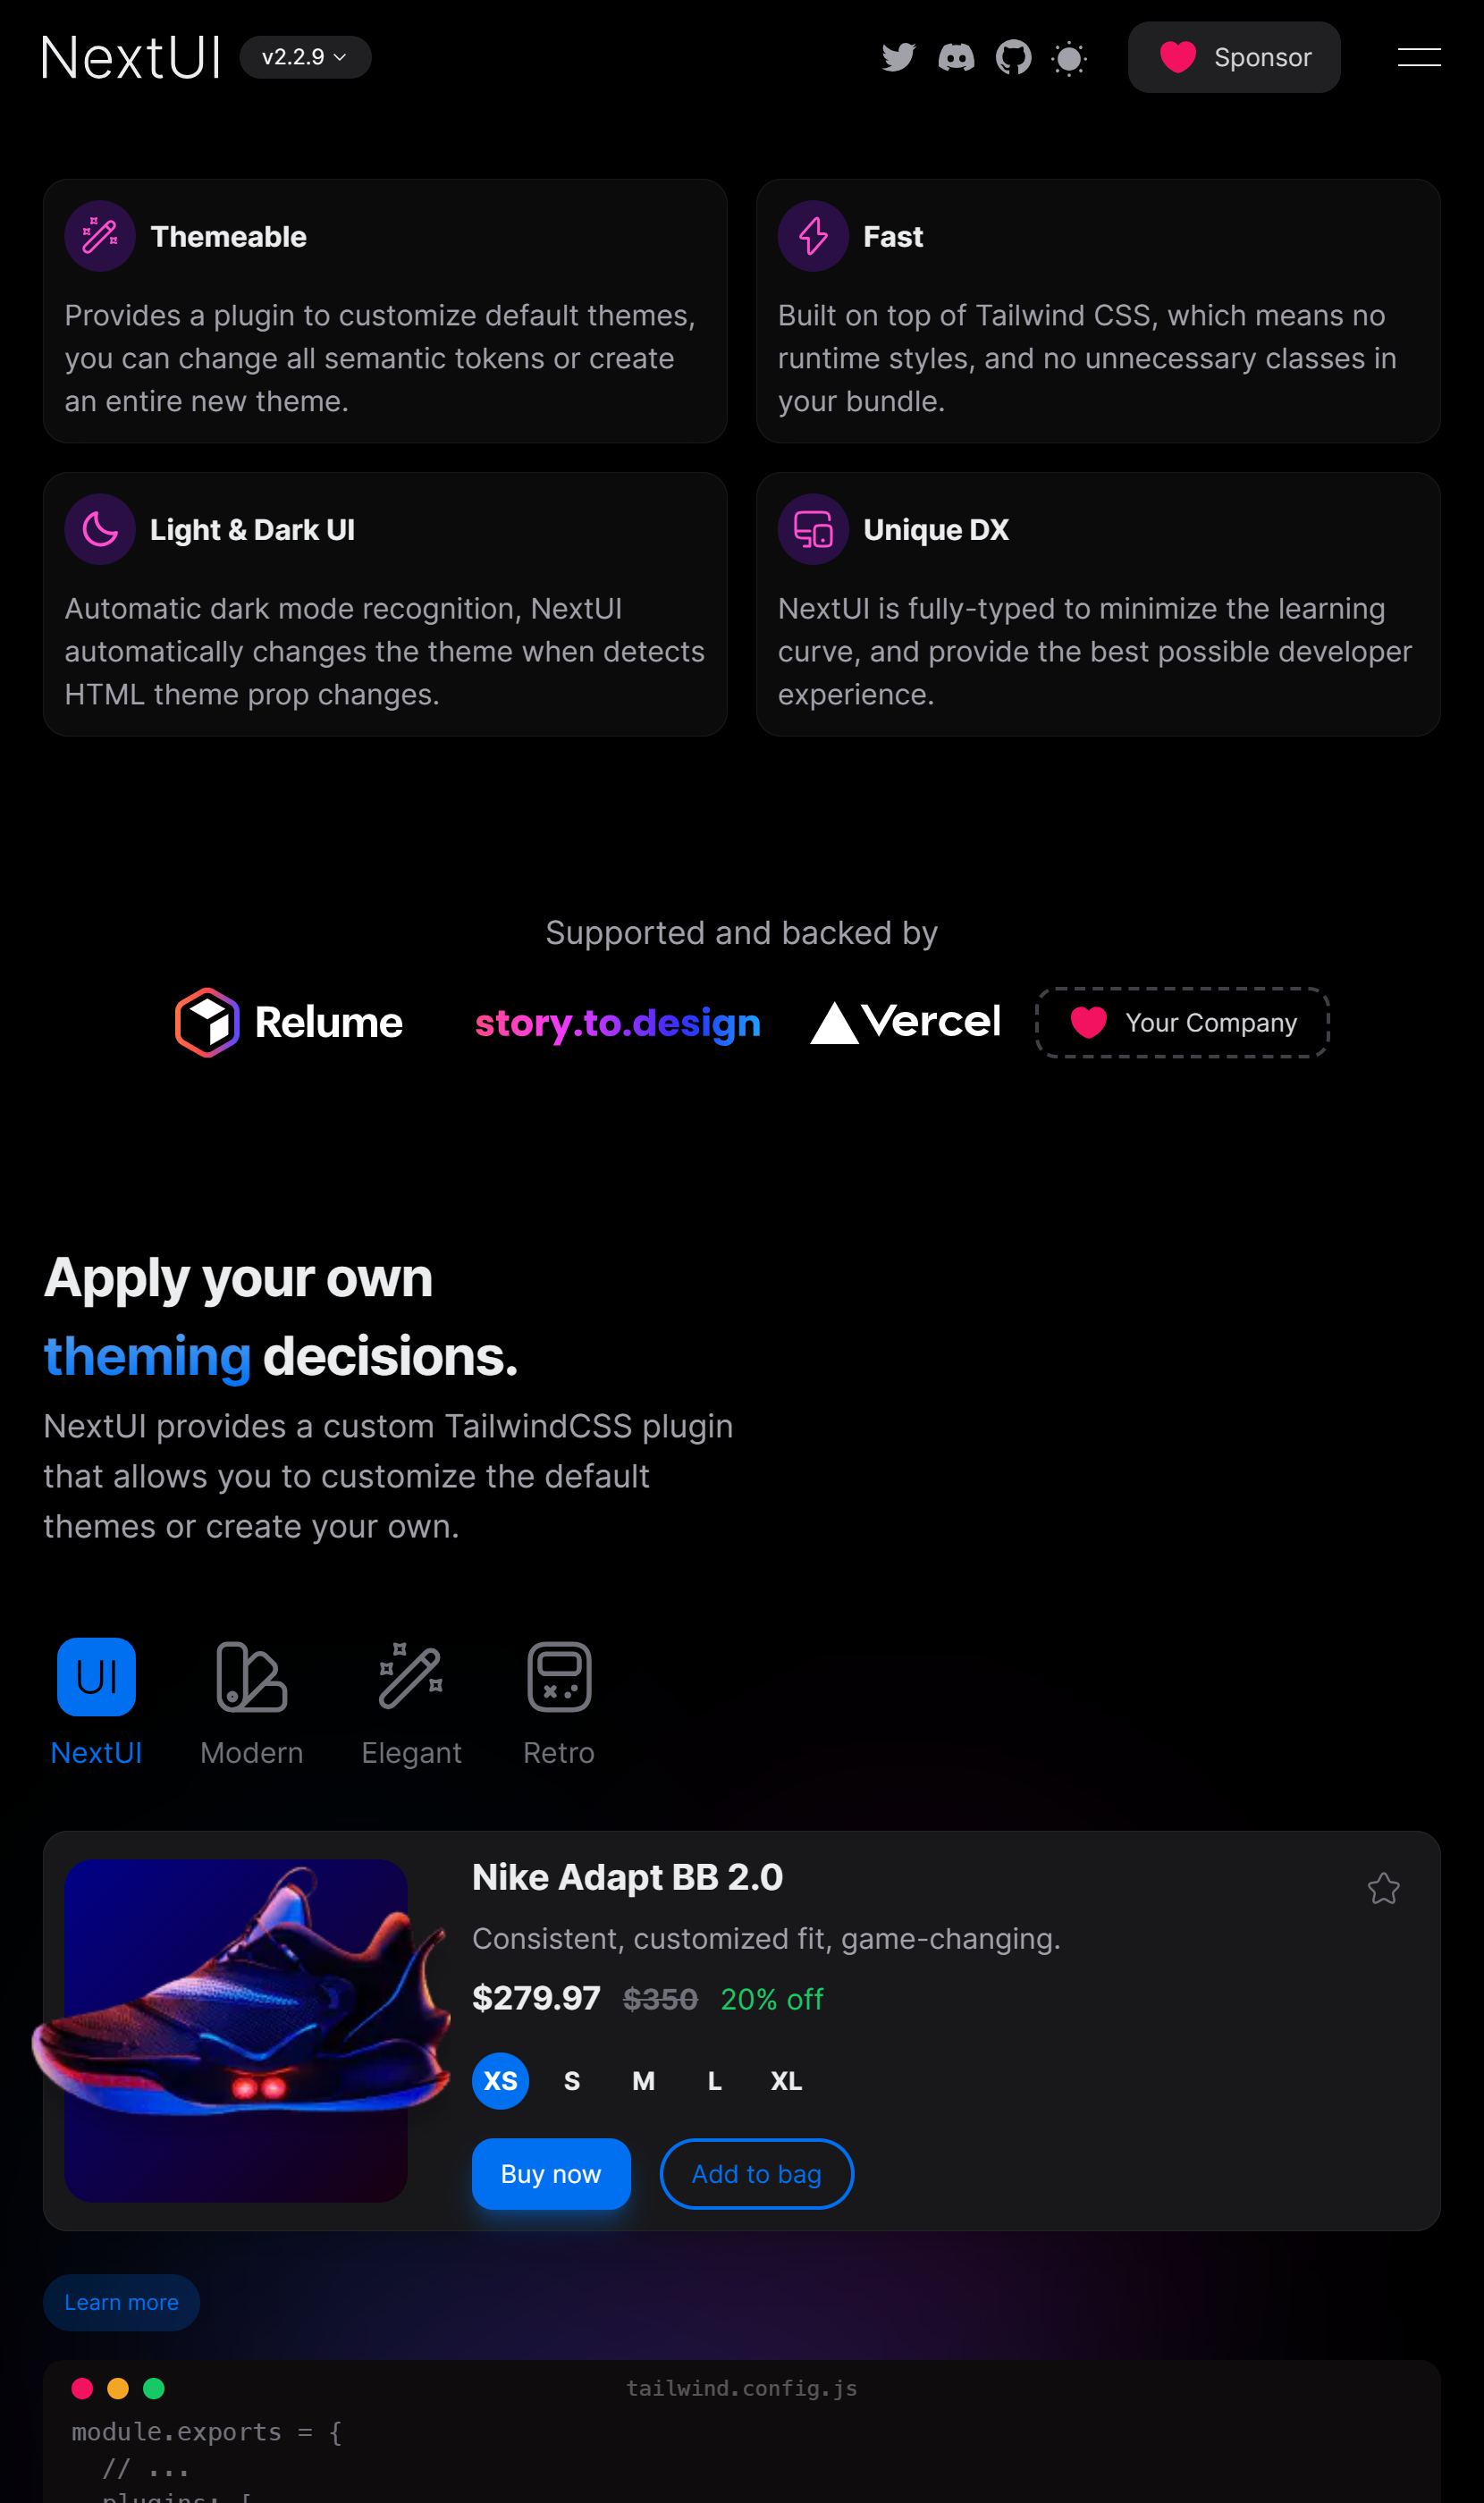 NextUI
v2.2.9
Sponsor
Themeable
Provides a plugin to customize default themes,
you can change all semantic tokens or create
an entire new theme.
Fast
Built on top of Tailwind CSS, which means no
runtime styles, and no unnecessary classes in
your bundle.
Light & Dark UI
Automatic dark mode recognition, NextUI
automatically changes the theme when detects
HTML theme prop changes.
Unique DX
NextUI is fully-typed to minimize the learning
curve, and provide the best possible developer
experience.
Supported and backed by
Relume
story.to.design
Vercel
Your Company
Apply your own
theming decisions.
NextUI provides a custom TailwindCSS plugin
that allows you to customize the default
themes or create your own.
UI
NextUI
Modern
Elegant
Retro
Nike Adapt BB 2.0
Consistent, customized fit, game-changing.
$279.97 $350 20% off
XS S M L XL
Buy now
Add to bag
Learn more
tailwind.config.js
module.exports = {
// ...
plugins: [